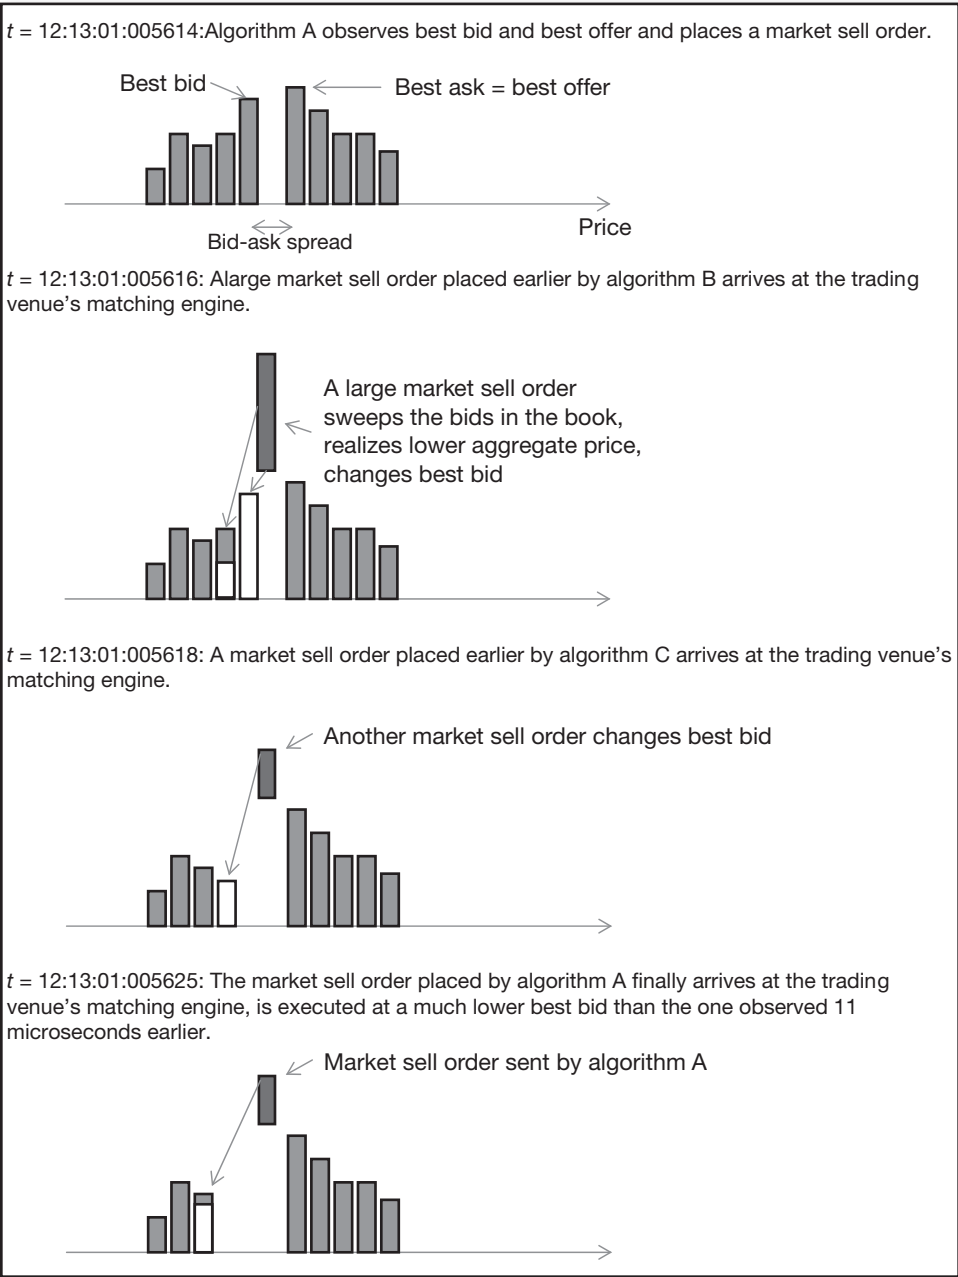 t = 12:13:01:005614:Algorithm A observes best bid and best offer and places a market sell order.
Best bid
Best ask = best offer
Price
Bid-ask spread
t = 12:13:01:005616: Alarge market sell order placed earlier by algorithm B arrives at the trading
venue’s matching engine.
A large market sell order
sweeps the bids in the book,
realizes lower aggregate price,
changes best bid
t = 12:13:01:005618: A market sell order placed earlier by algorithm C arrives at the trading venue’s
matching engine.
Another market sell order changes best bid
t = 12:13:01:005625: The market sell order placed by algorithm A finally arrives at the trading
venue’s matching engine, is executed at a much lower best bid than the one observed 11
microseconds earlier.
Market sell order sent by algorithm A